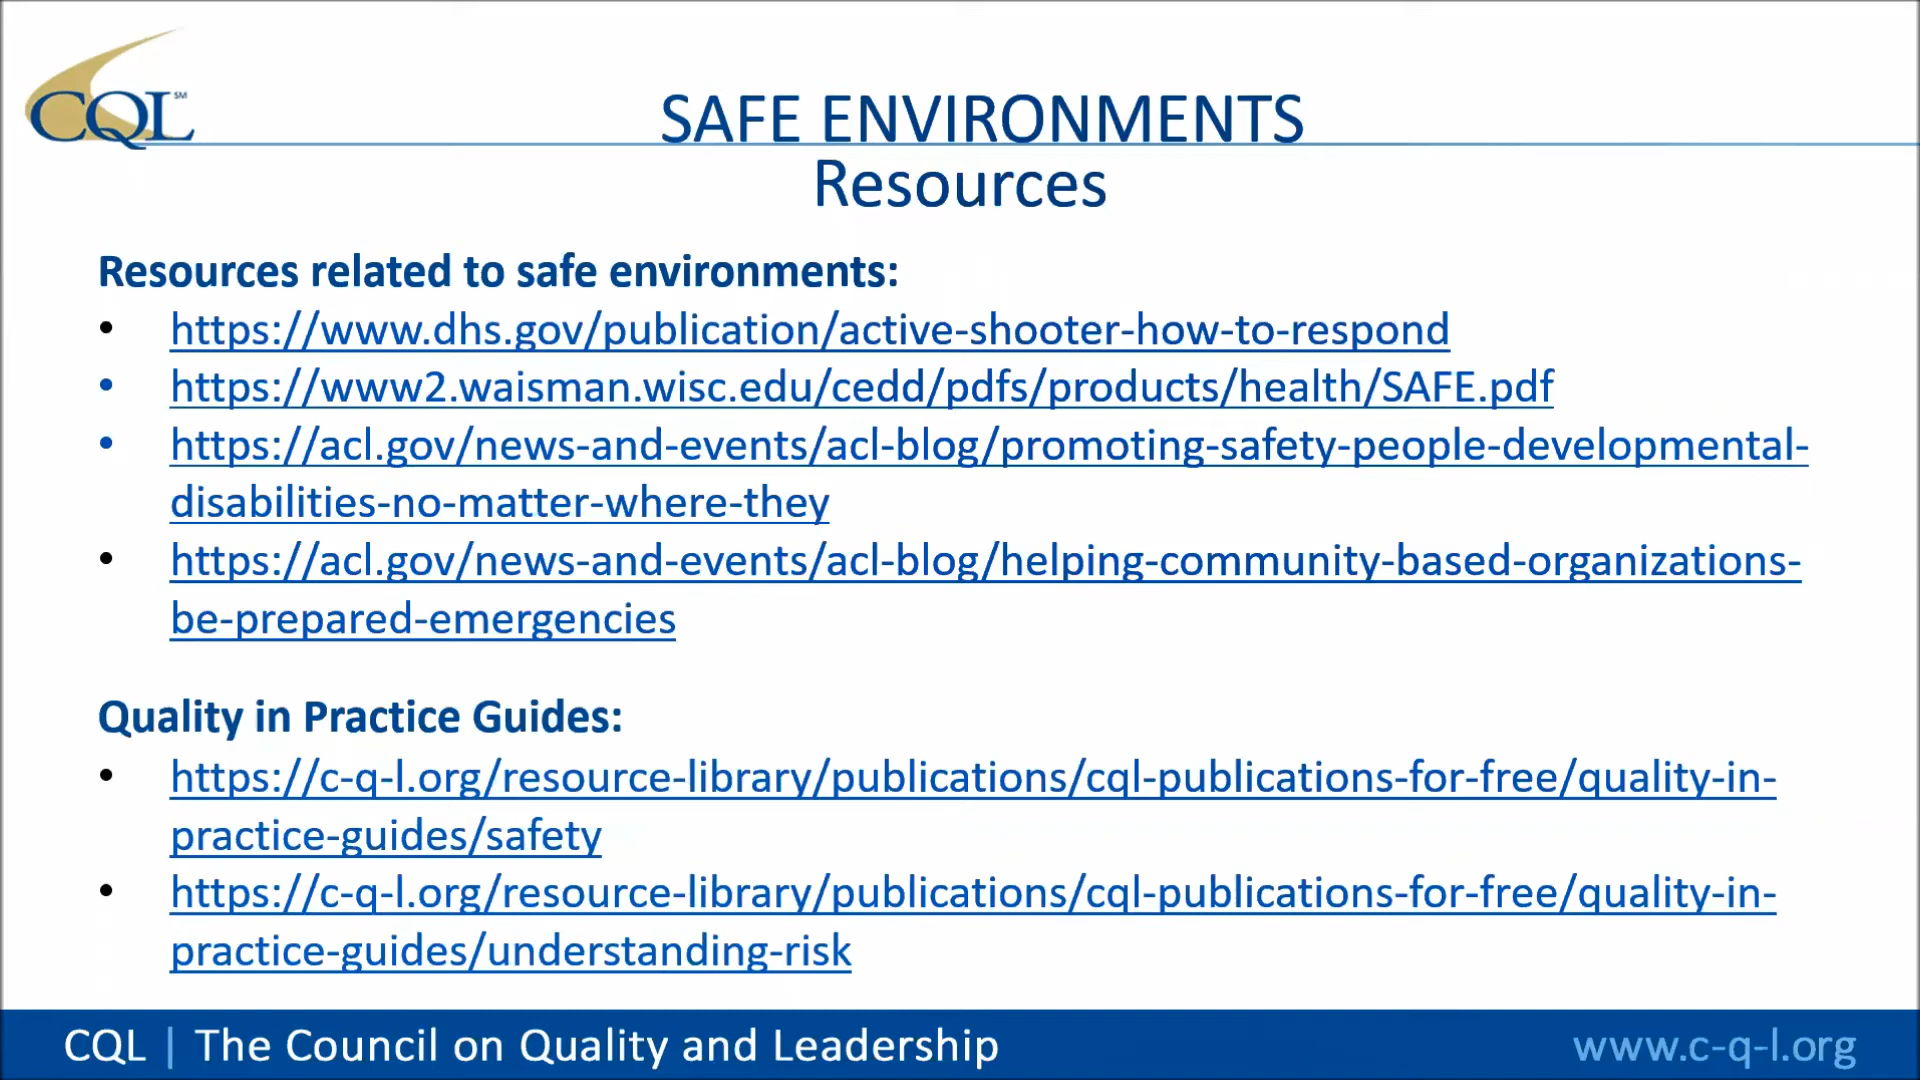 CQL SM
SAFE ENVIRONMENTS
Resources
Resources related to safe environments:
• https://www.dhs.gov/publication/active-shooter-how-to-respond
• https://www2.waisman.wisc.edu/cedd/pdfs/products/health/SAFE.pdf
• https://acl.gov/news-and-events/acl-blog/promoting-safety-people-developmental-
disabilities-no-matter-where-they
• https://acl.gov/news-and-events/acl-blog/helping-community-based-organizations-
be-prepared-emergencies
Quality in Practice Guides:
• https://c-q-l.org/resource-library/publications/cql-publications-for-free/quality-in-
practice-guides/safety
• https://c-q-l.org/resource-library/publications/cql-publications-for-free/quality-in-
practice-guides/understanding-risk
CQL | The Council on Quality and Leadership
www.c-q-l.org